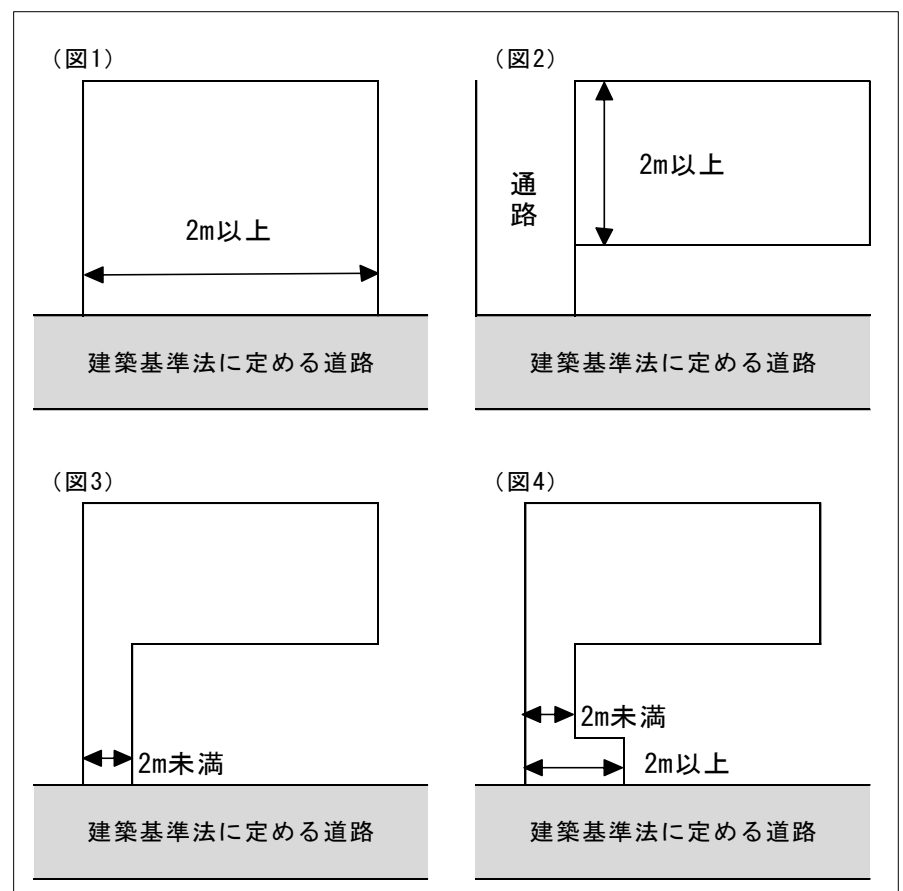 （図1）
2m以上
建築基準法に定める道路
（図2）
通路
2m以上
建築基準法に定める道路
（図3）
2m未満
建築基準法に定める道路
（図4）
2m未満
2m以上
建築基準法に定める道路